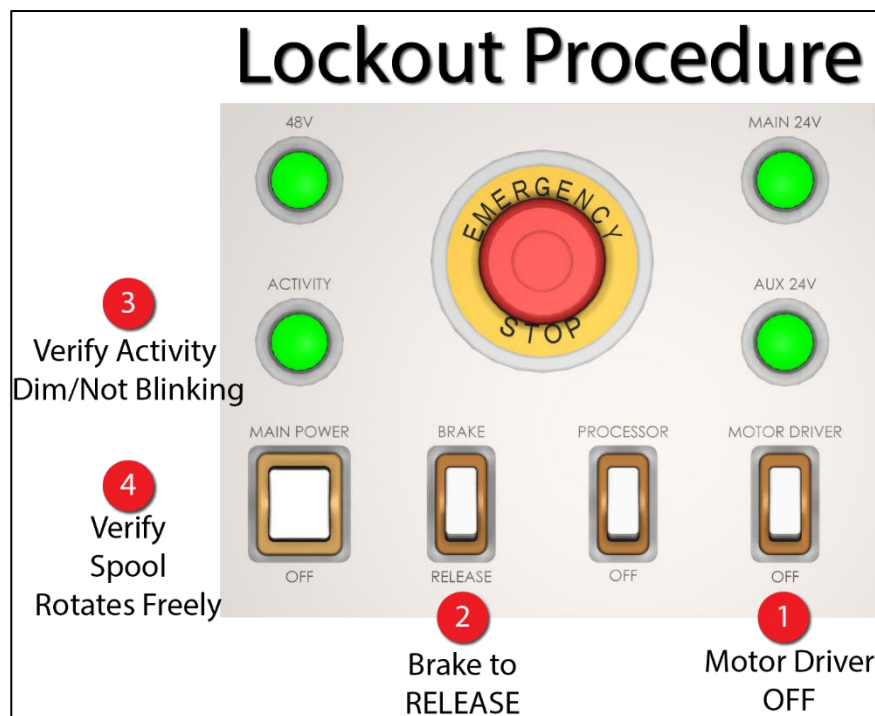 Lockout Procedure
48V
MAIN 24V
EMERGENCY
STOP
ACTIVITY
AUX 24V
3
Verify Activity
Dim/Not Blinking
MAIN POWER
BRAKE
PROCESSOR
MOTOR DRIVER
4
Verify
Spool
Rotates Freely
OFF
RELEASE
OFF
OFF
2
Brake to
RELEASE
1
Motor Driver
OFF